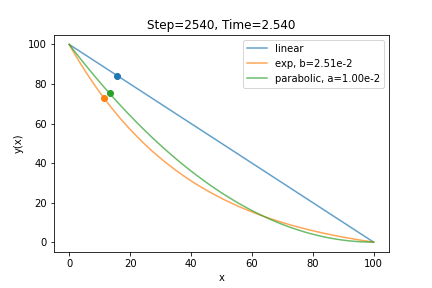 Step=2540, Time=2.540
linear
exp, b=2.51e-2
parabolic, a=1.00e-2
100
80
60
40
20
0
y(x)
0 20 40 60 80 100
x